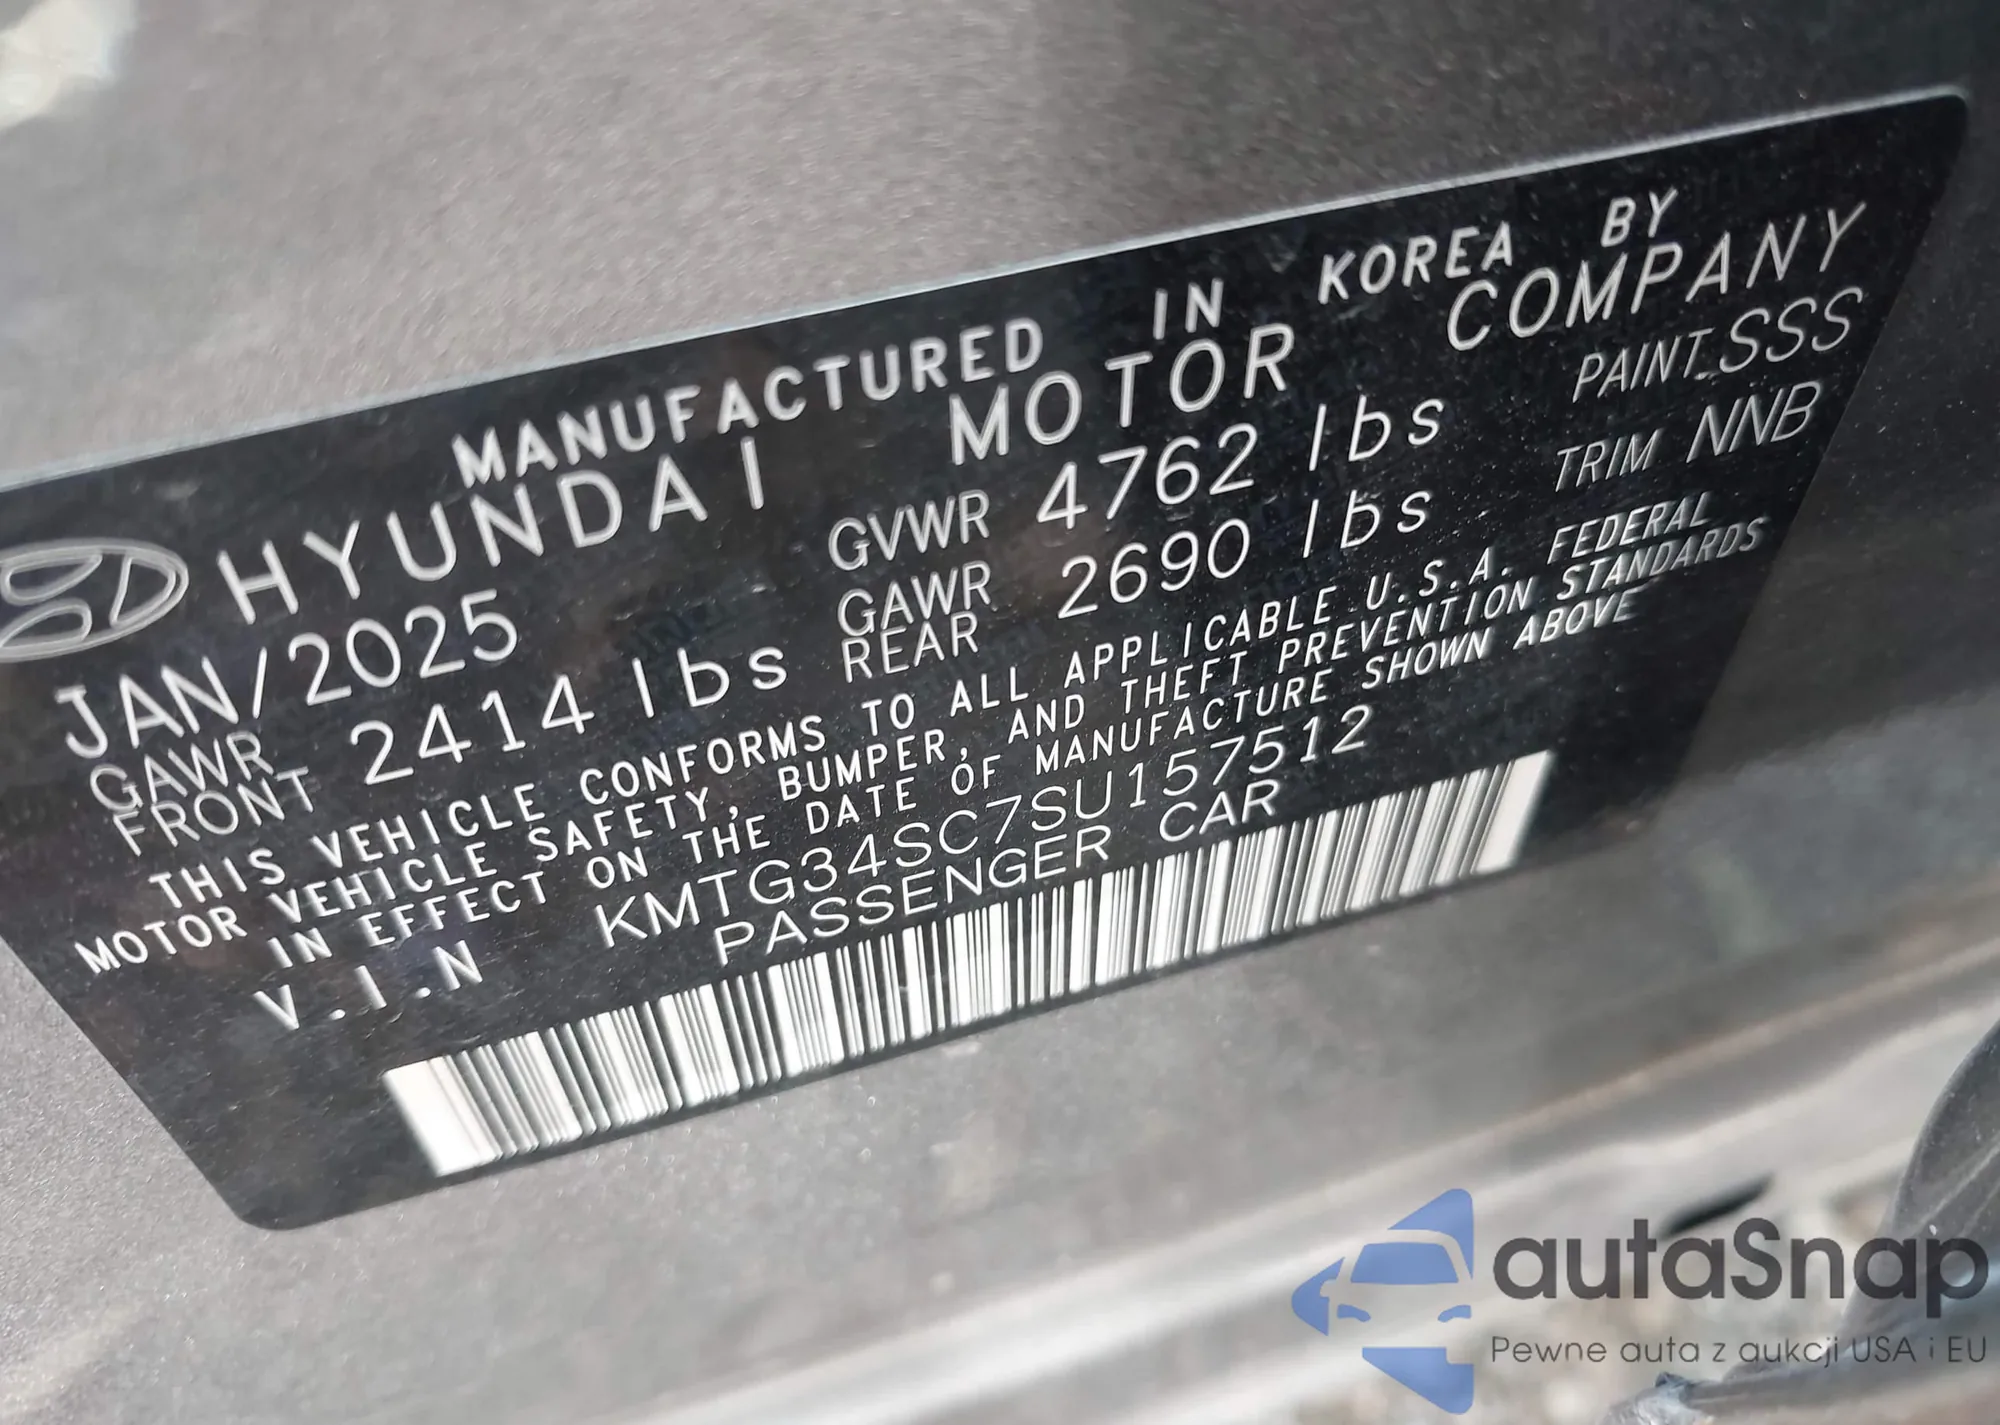 MANUFACTURED IN KOREA BY
HYUNDAI MOTOR COMPANY
JAN/2025 GVWR 4762 lbs PAINT SSS
GAWR FRONT 2414 lbs GAWR REAR 2690 lbs TRIM NNB
THIS VEHICLE CONFORMS TO ALL APPLICABLE U.S.A. FEDERAL
MOTOR VEHICLE SAFETY, BUMPER, AND THEFT PREVENTION STANDARDS
IN EFFECT ON THE DATE OF MANUFACTURE SHOWN ABOVE
V.I.N KMTG34SC7SU157512
PASSENGER CAR
autaSnap
Pewne auta z aukcji USA i EU